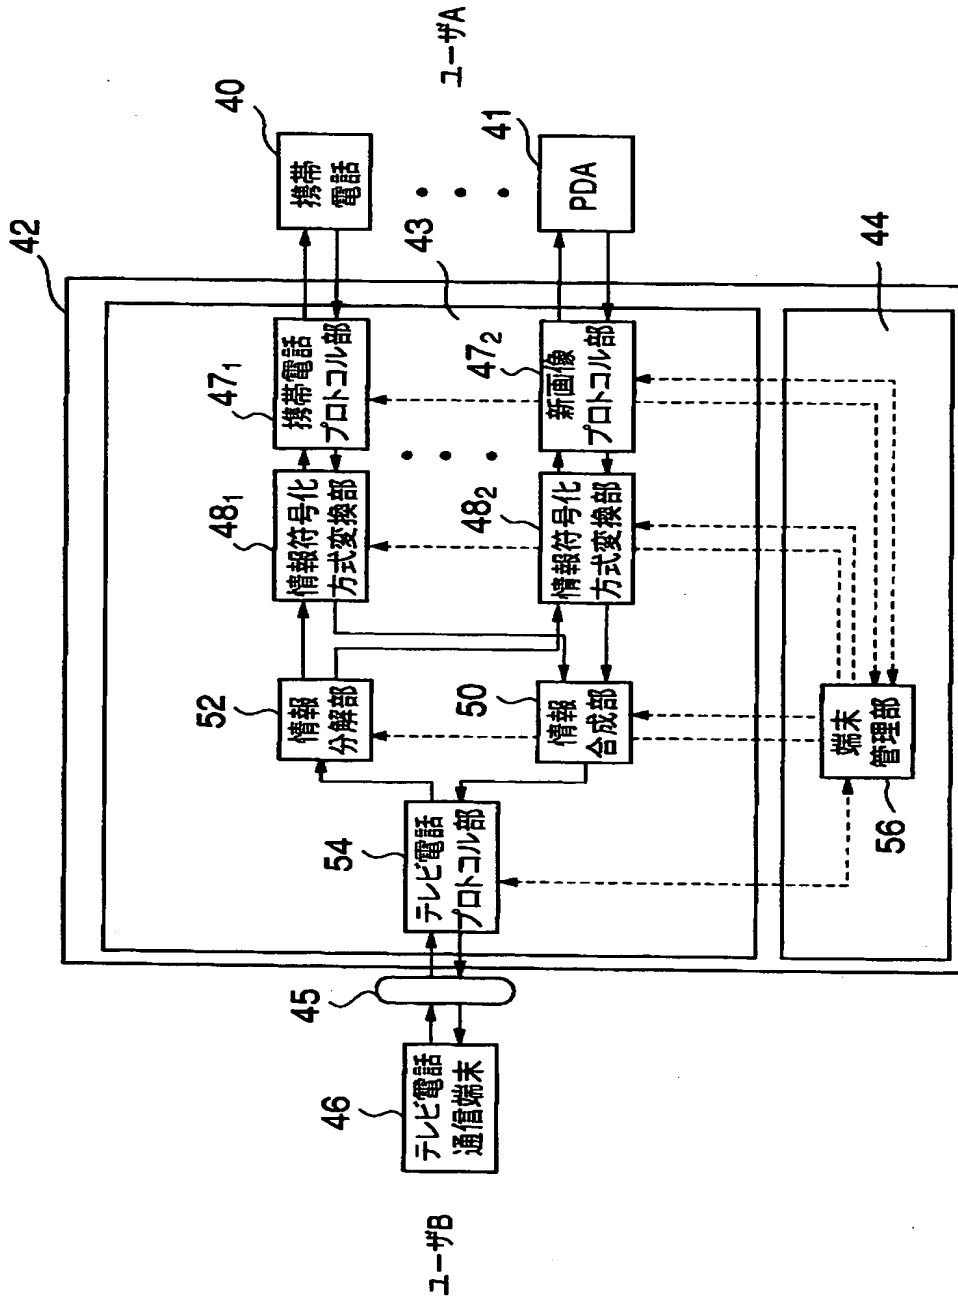 42
43
44
ユーザA
40
携帯
電話
41
PDA
47₁
携帯電話
プロトコル部
47₂
新画像
プロトコル部
48₁
情報符号化
方式変換部
48₂
情報符号化
方式変換部
52
情報
分解部
50
情報
合成部
54
テレビ電話
プロトコル部
端末
管理部
56
45
46
テレビ電話
通信端末
ユーザB